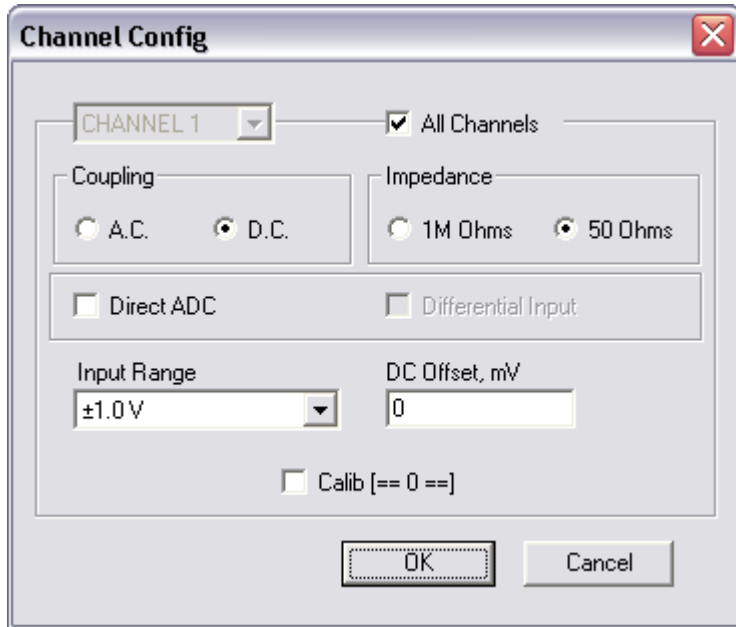 Channel Config
CHANNEL 1
All Channels
Coupling
Impedance
A.C.
D.C.
1M Ohms
50 Ohms
Direct ADC
Differential Input
Input Range
DC Offset, mV
±1.0 V
0
Calib [== 0 ==]
OK
Cancel